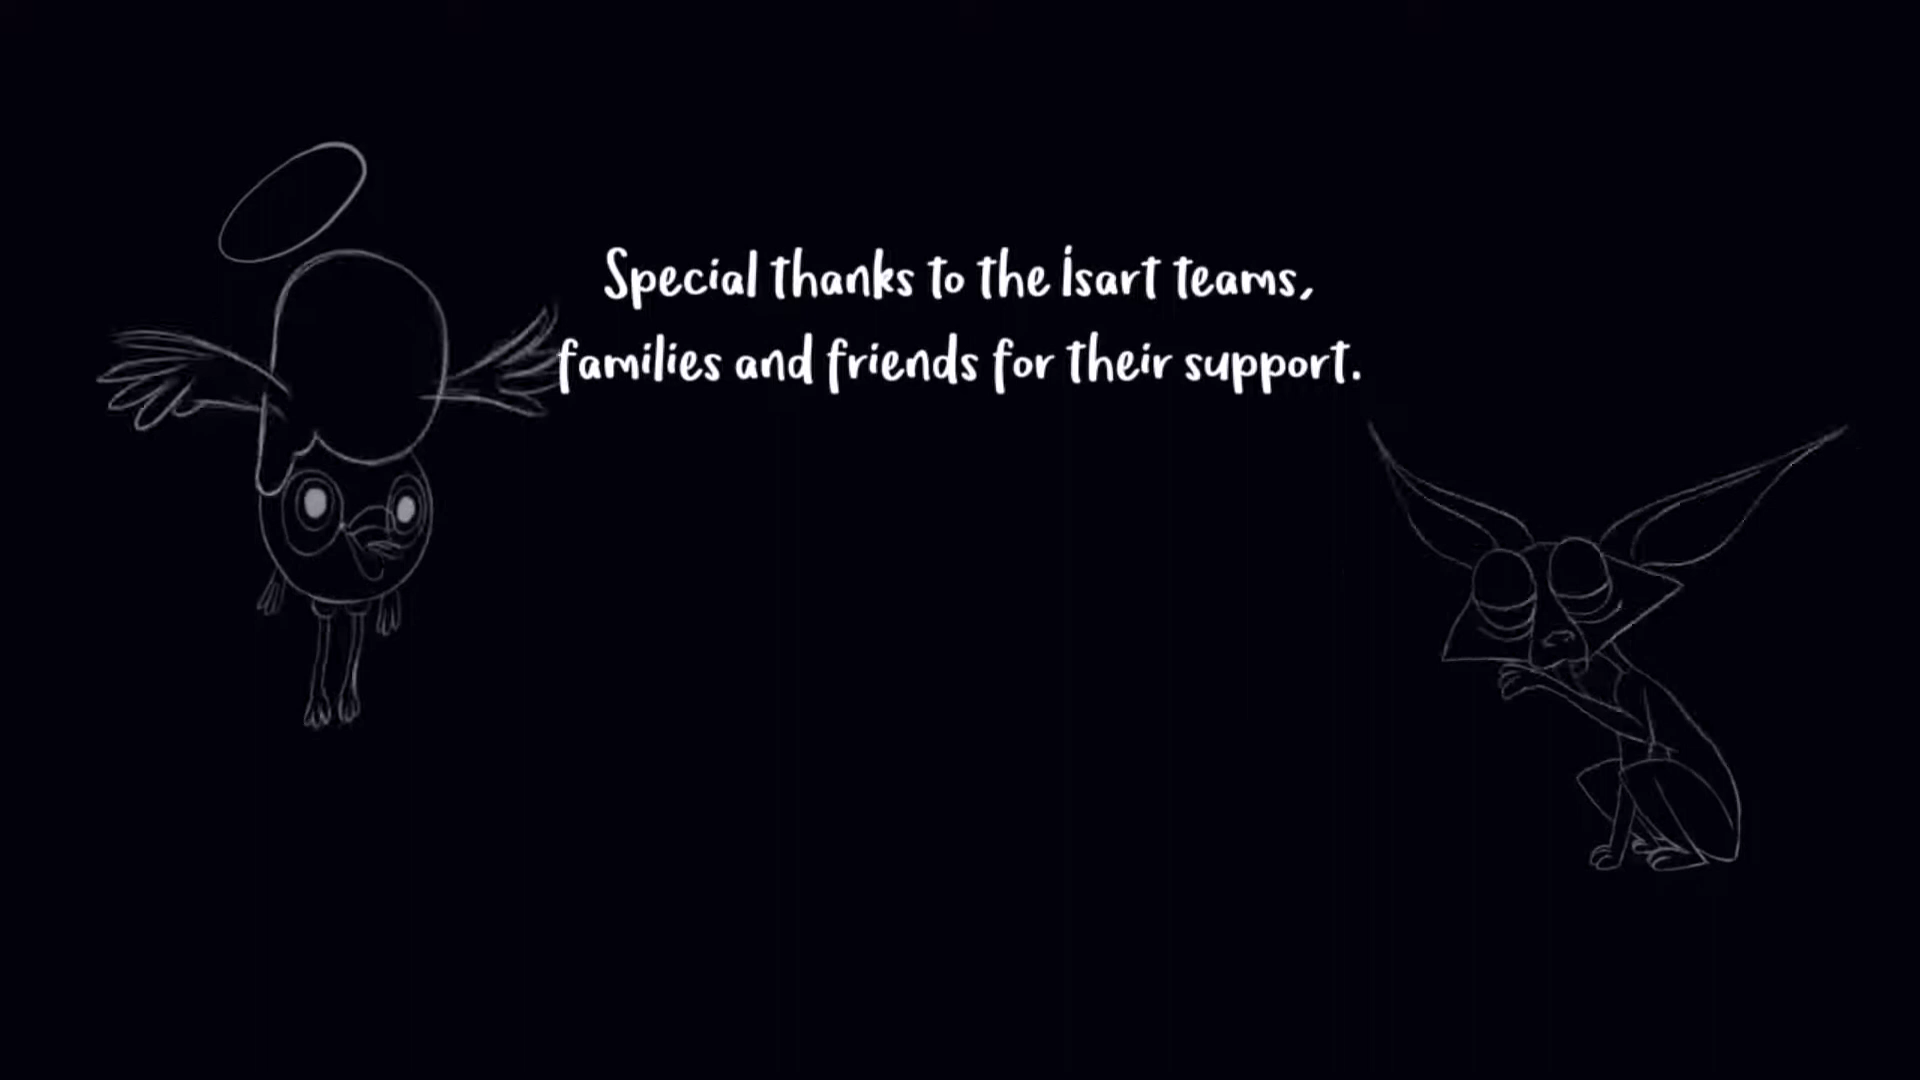 Special thanks to the Isart teams,
families and friends for their support.